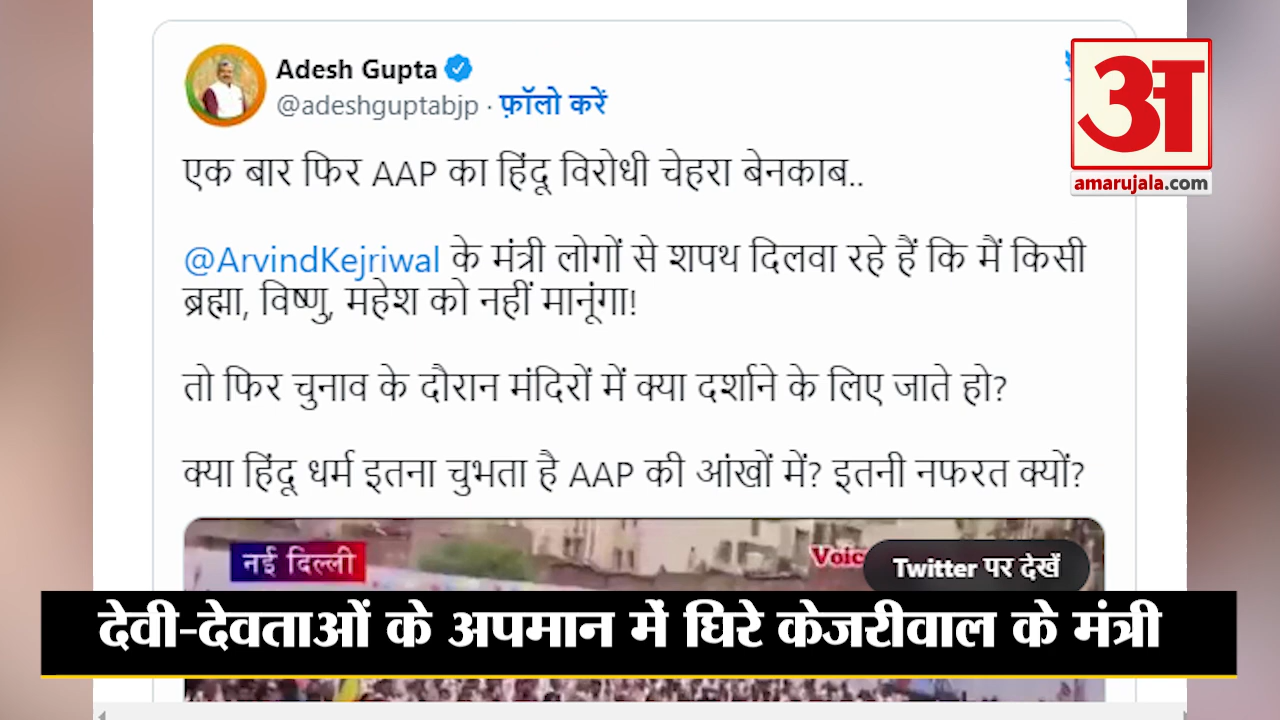 Adesh Gupta
@adeshguptabjp · फ़ॉलो करें
अ
amarujala.com
एक बार फिर AAP का हिंदू विरोधी चेहरा बेनकाब..
@ArvindKejriwal के मंत्री लोगों से शपथ दिलवा रहे हैं कि मैं किसी
ब्रह्मा, विष्णु, महेश को नहीं मानूंगा!
तो फिर चुनाव के दौरान मंदिरों में क्या दर्शाने के लिए जाते हो?
क्या हिंदू धर्म इतना चुभता है AAP की आंखों में? इतनी नफरत क्यों?
नई दिल्ली
Voic
Twitter पर देखें
देवी-देवताओं के अपमान में घिरे केजरीवाल के मंत्री